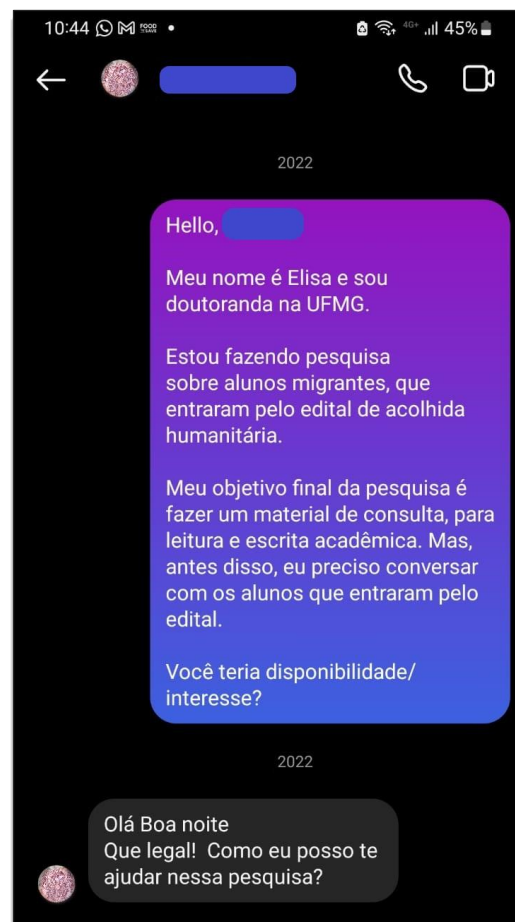 10:44
FOOD
4G+ 45%
2022
Hello,
Meu nome é Elisa e sou
doutoranda na UFMG.
Estou fazendo pesquisa
sobre alunos migrantes, que
entraram pelo edital de acolhida
humanitária.
Meu objetivo final da pesquisa é
fazer um material de consulta, para
leitura e escrita acadêmica. Mas,
antes disso, eu preciso conversar
com os alunos que entraram pelo
edital.
Você teria disponibilidade/
interesse?
2022
Olá Boa noite
Que legal!  Como eu posso te
ajudar nessa pesquisa?